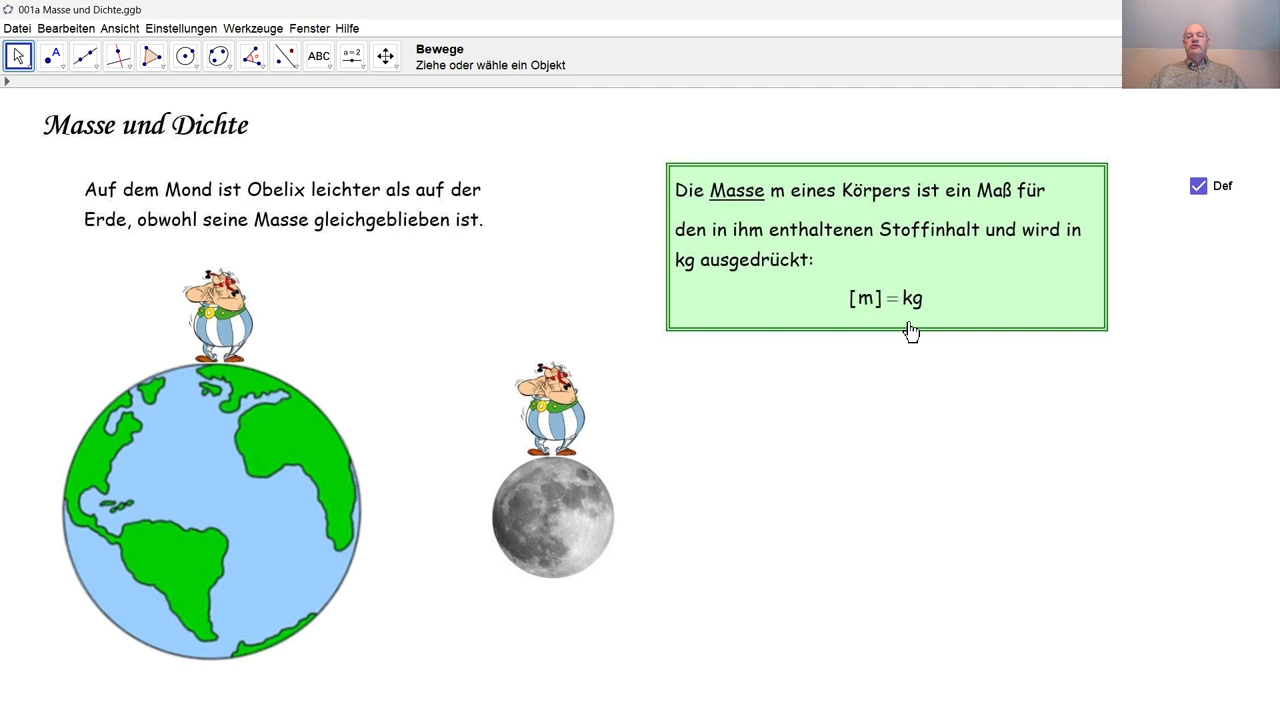 001a Masse und Dichte.ggb
Datei Bearbeiten Ansicht Einstellungen Werkzeuge Fenster Hilfe
A
ABC
a=2
Bewege
Ziehe oder wähle ein Objekt
Masse und Dichte
Auf dem Mond ist Obelix leichter als auf der
Erde, obwohl seine Masse gleichgeblieben ist.
Die Masse m eines Körpers ist ein Maß für
den in ihm enthaltenen Stoffinhalt und wird in
kg ausgedrückt:
[m] = kg
Def